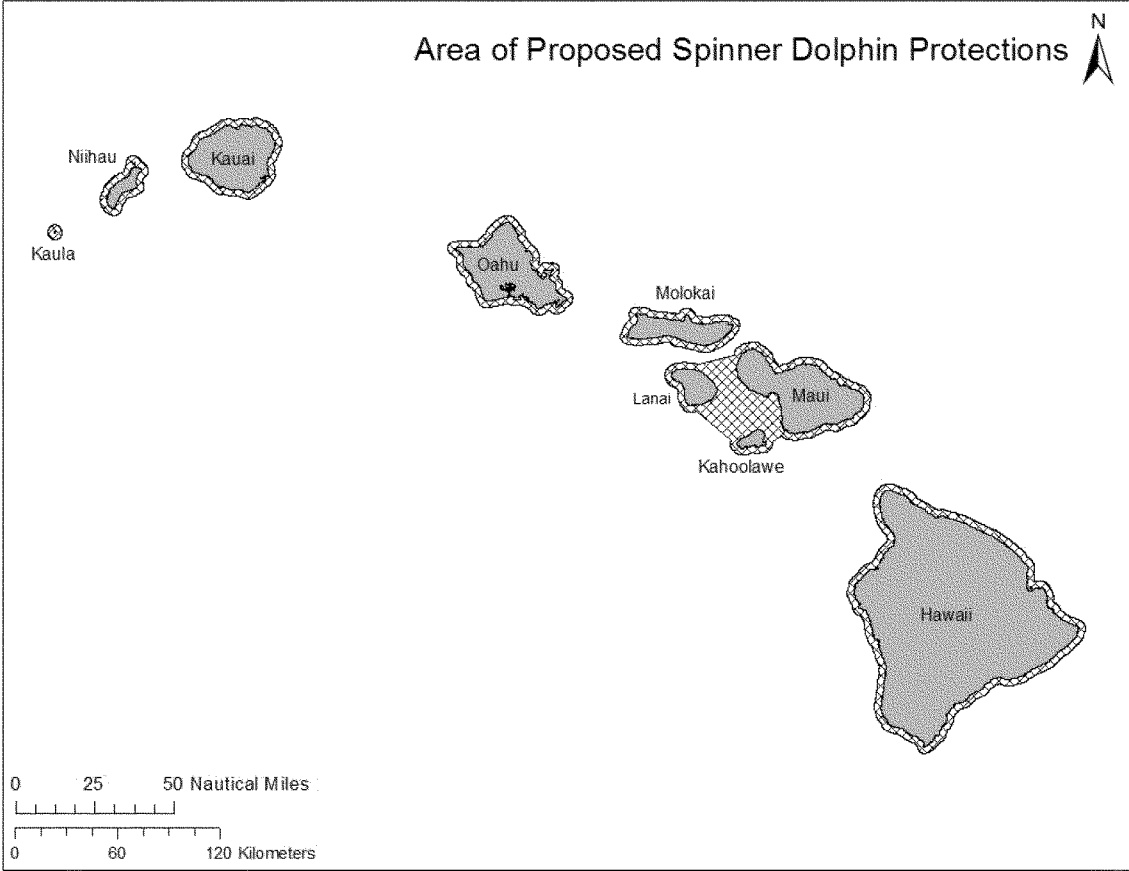 N
Area of Proposed Spinner Dolphin Protections
Niihau
Kauai
Kaula
Oahu
Molokai
Lanai
Maui
Kahoolawe
Hawaii
0 25 50 Nautical Miles
0 60 120 Kilometers